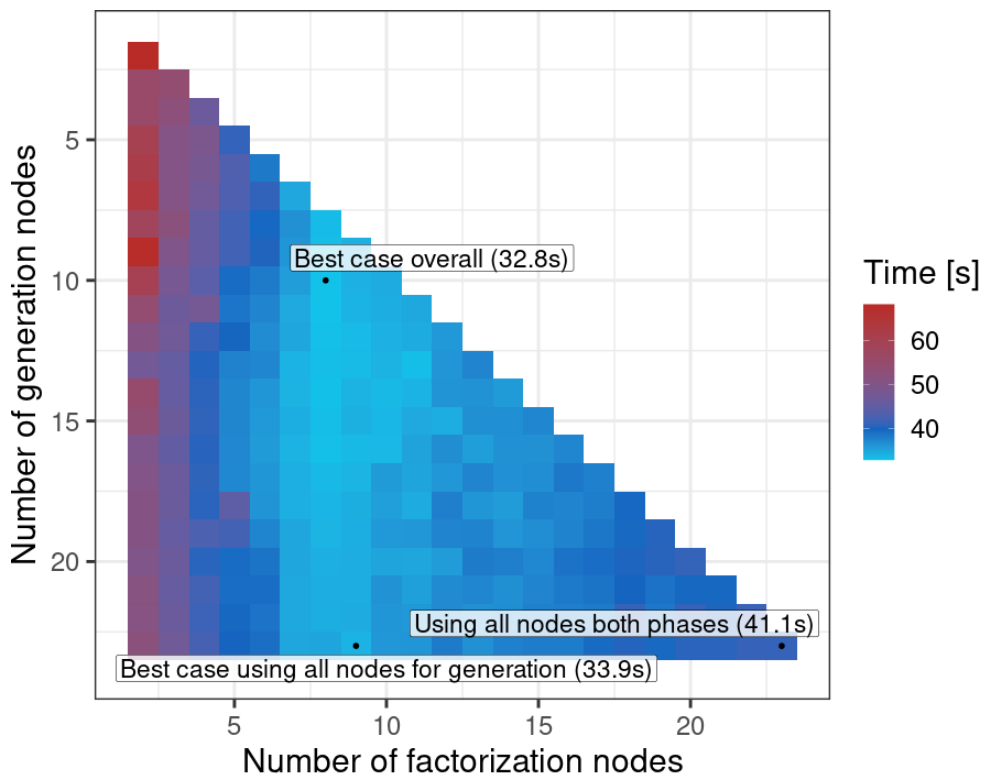 Number of generation nodes
5
10
15
20
Best case overall (32.8s)
Using all nodes both phases (41.1s)
Best case using all nodes for generation (33.9s)
5
10
15
20
Number of factorization nodes
Time [s]
60
50
40